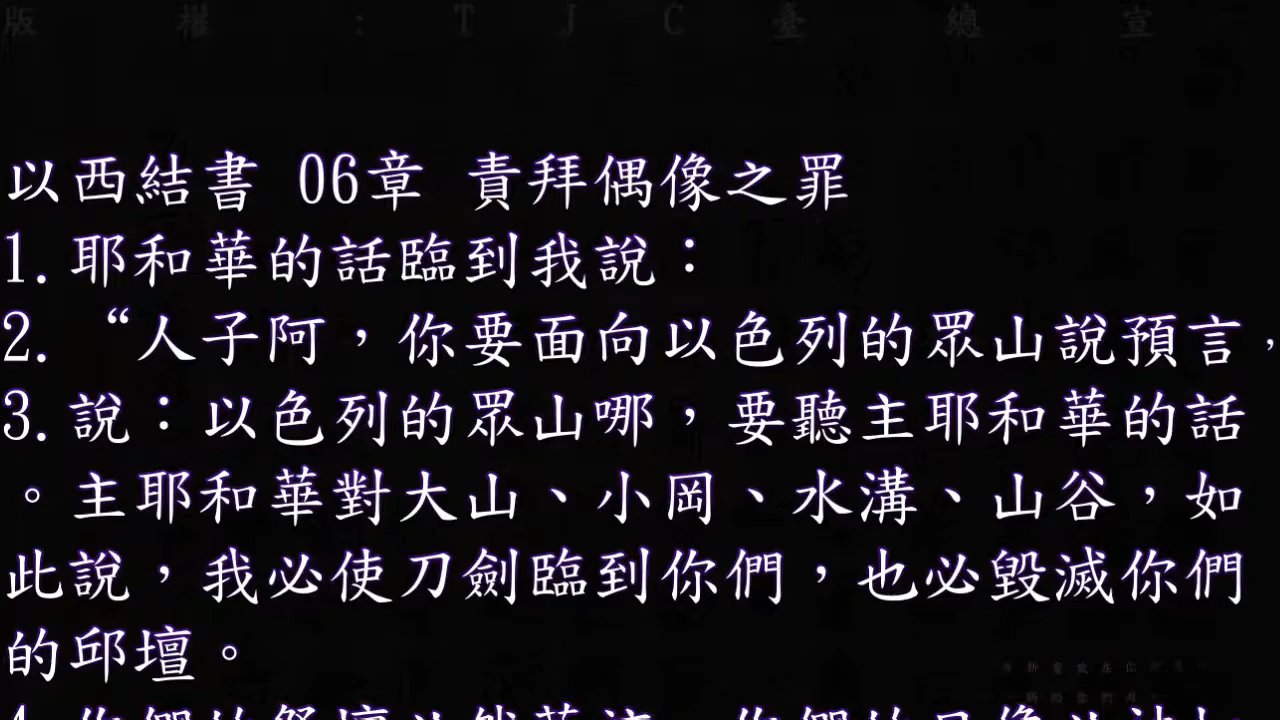 版權：TJC臺總宣
以西結書 06章 責拜偶像之罪
1.耶和華的話臨到我說：
2.“人子阿，你要面向以色列的眾山說預言，
3.說：以色列的眾山哪，要聽主耶和華的話
。主耶和華對大山、小岡、水溝、山谷，如
此說，我必使刀劍臨到你們，也必毀滅你們
的邱壇。